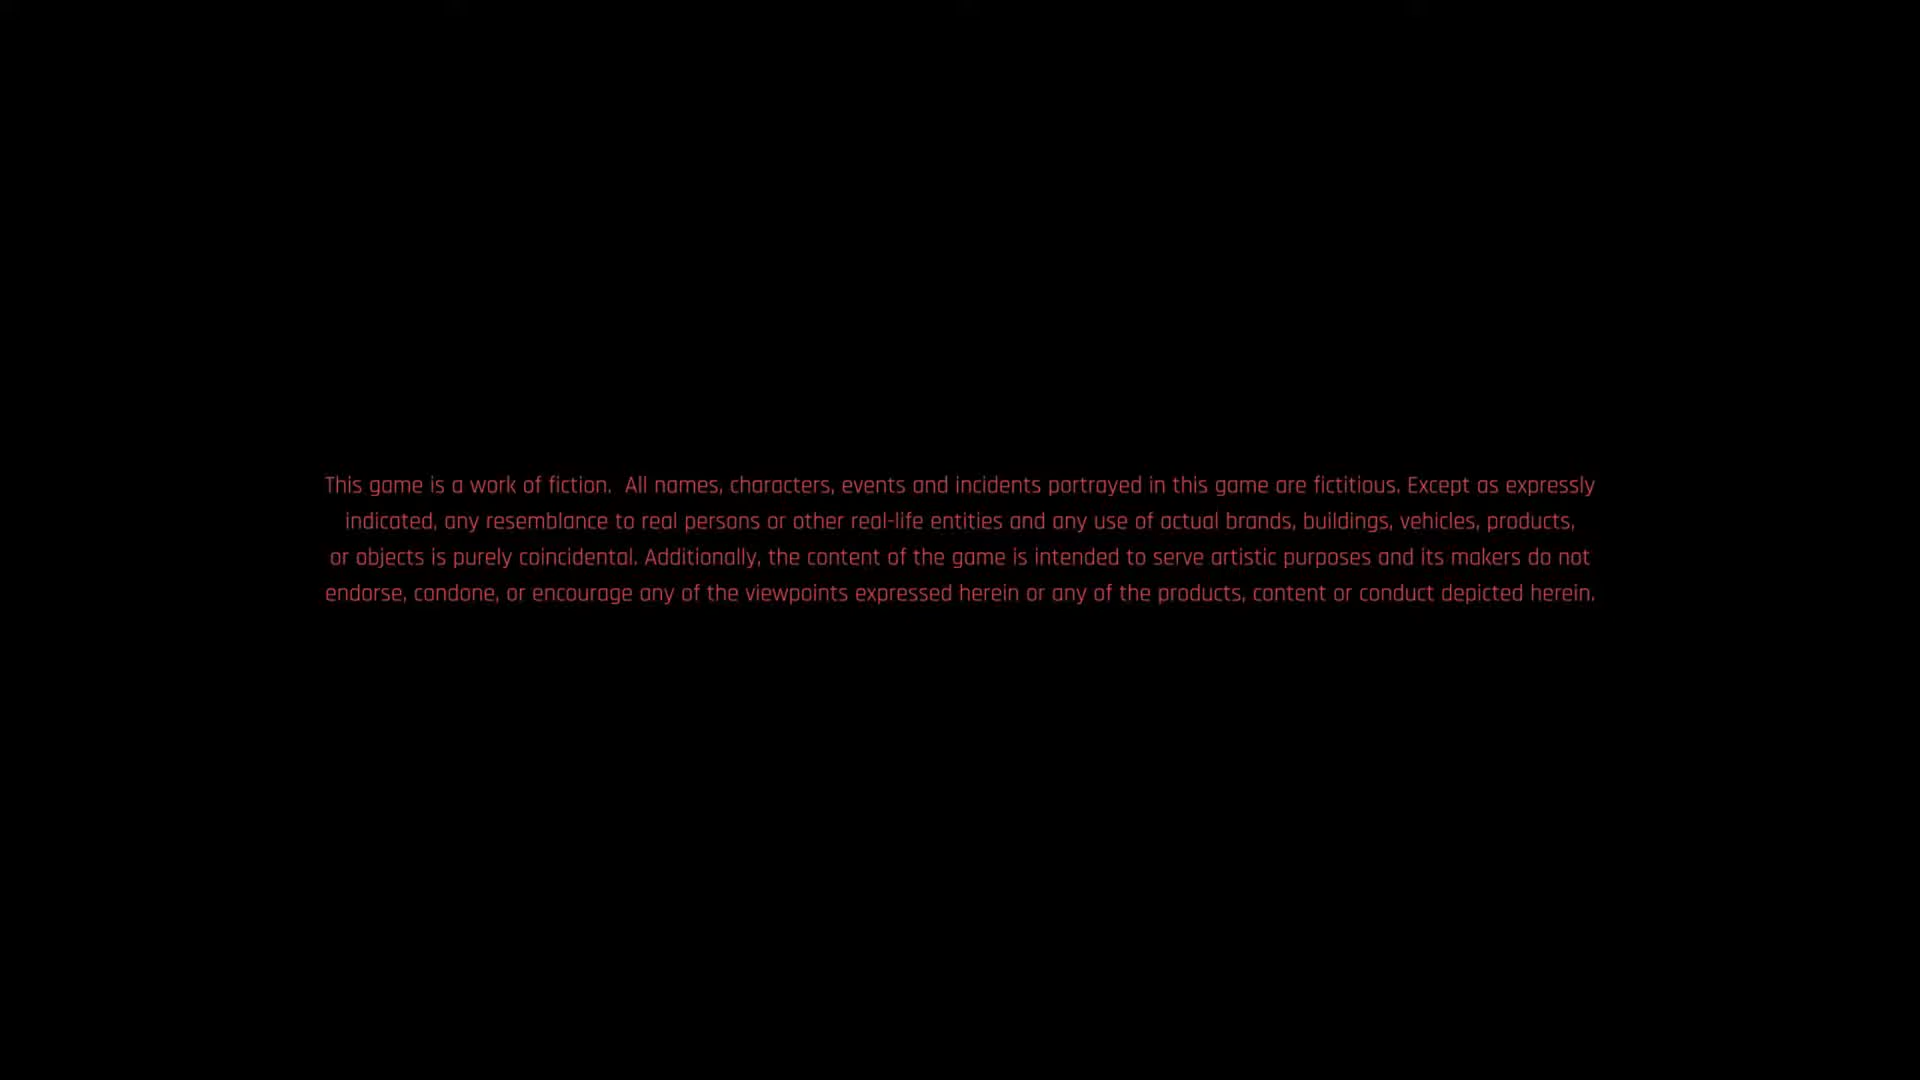 This game is a work of fiction.  All names, characters, events and incidents portrayed in this game are fictitious. Except as expressly
indicated, any resemblance to real persons or other real-life entities and any use of actual brands, buildings, vehicles, products,
or objects is purely coincidental. Additionally, the content of the game is intended to serve artistic purposes and its makers do not
endorse, condone, or encourage any of the viewpoints expressed herein or any of the products, content or conduct depicted herein.